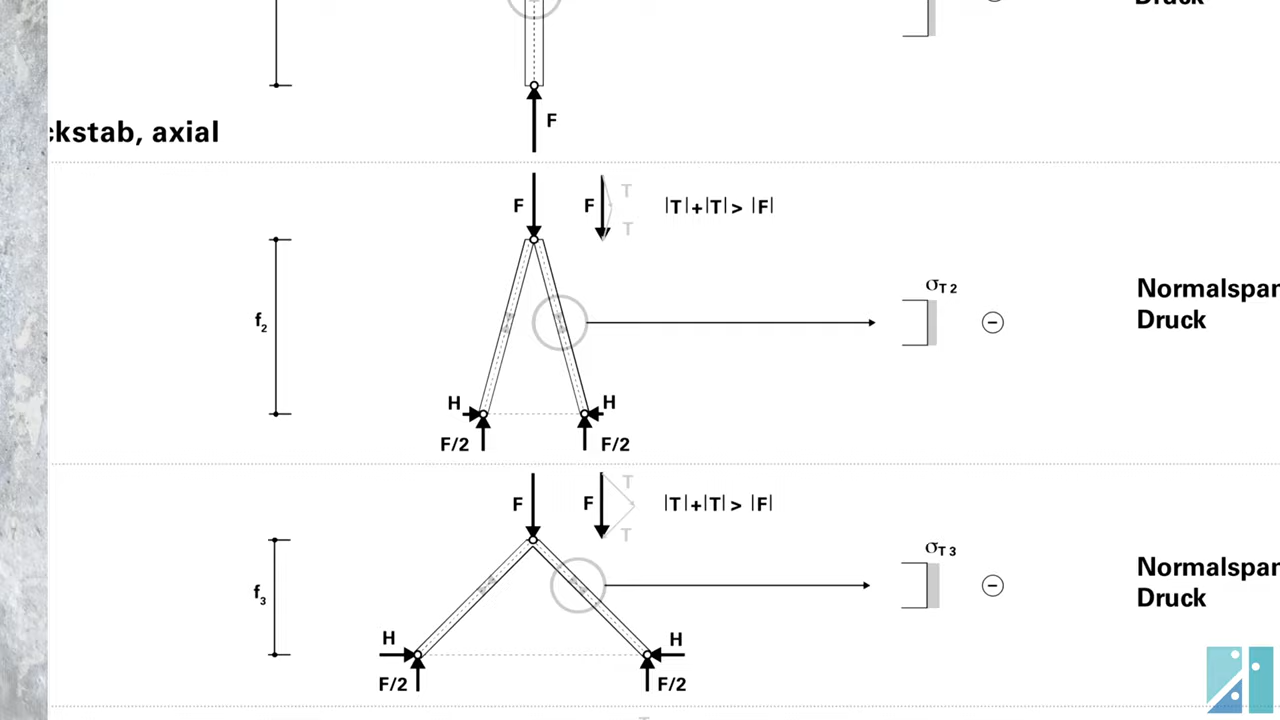 Druck
F
ckstab, axial
F
F
T
T
|T|+|T|> |F|
f2
σT 2
Normalspan
Druck
H
H
F/2
F/2
F
F
T
T
|T|+|T|> |F|
f3
σT 3
Normalspan
Druck
H
H
F/2
F/2